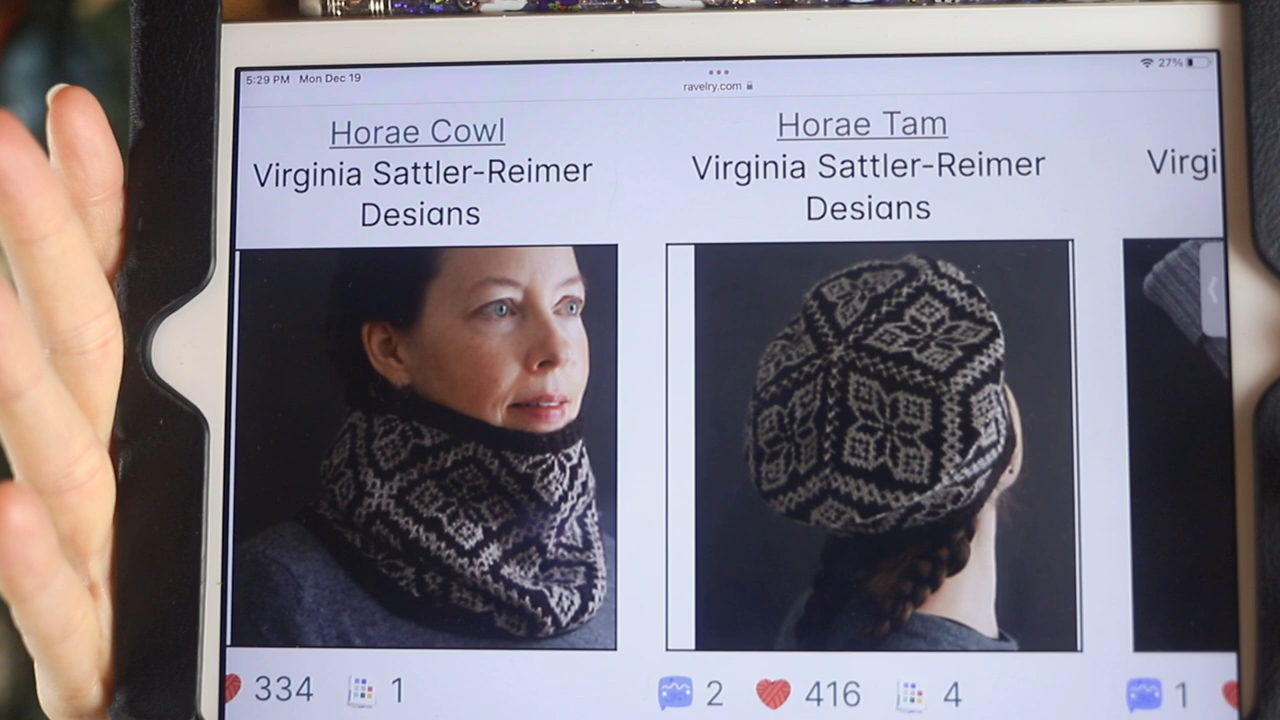 5:29 PM Mon Dec 19
ravelry.com
27%
Horae Cowl
Virginia Sattler-Reimer
Designs
334
1
Horae Tam
Virginia Sattler-Reimer
Designs
2
416
4
Virgi
1